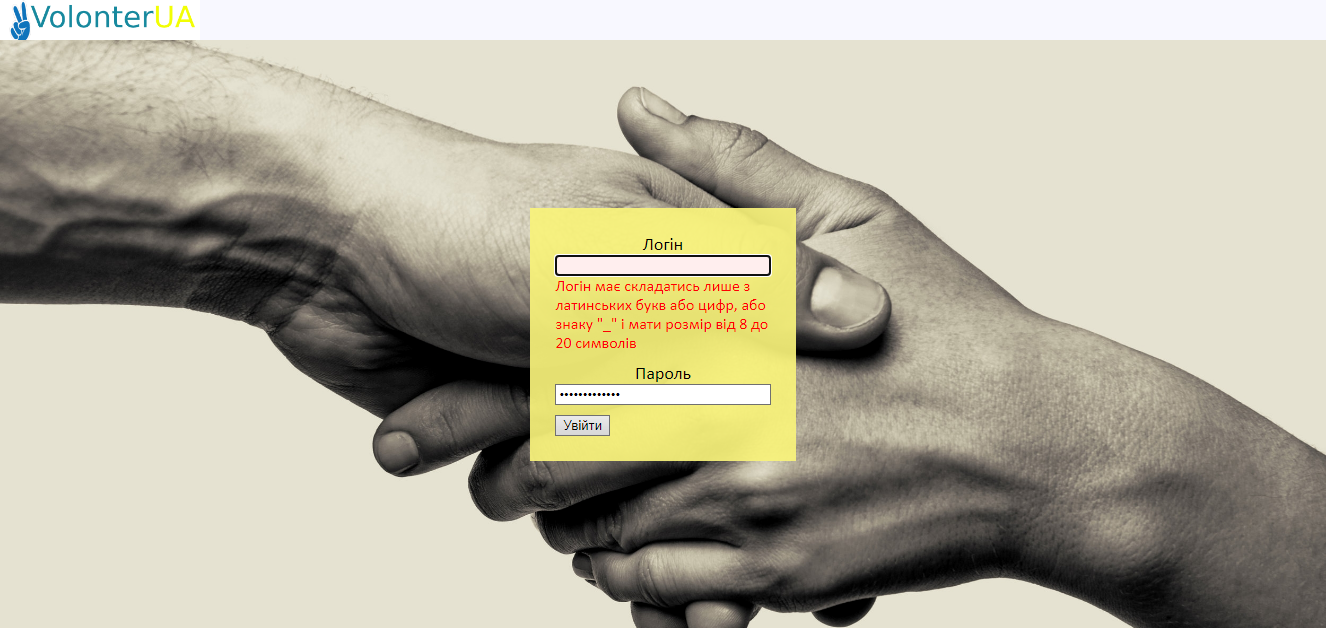 VolonterUA
Логін
Логін має складатись лише з
латинських букв або цифр, або
знаку "_" і мати розмір від 8 до
20 символів
Пароль
•••••••••••••
Увійти